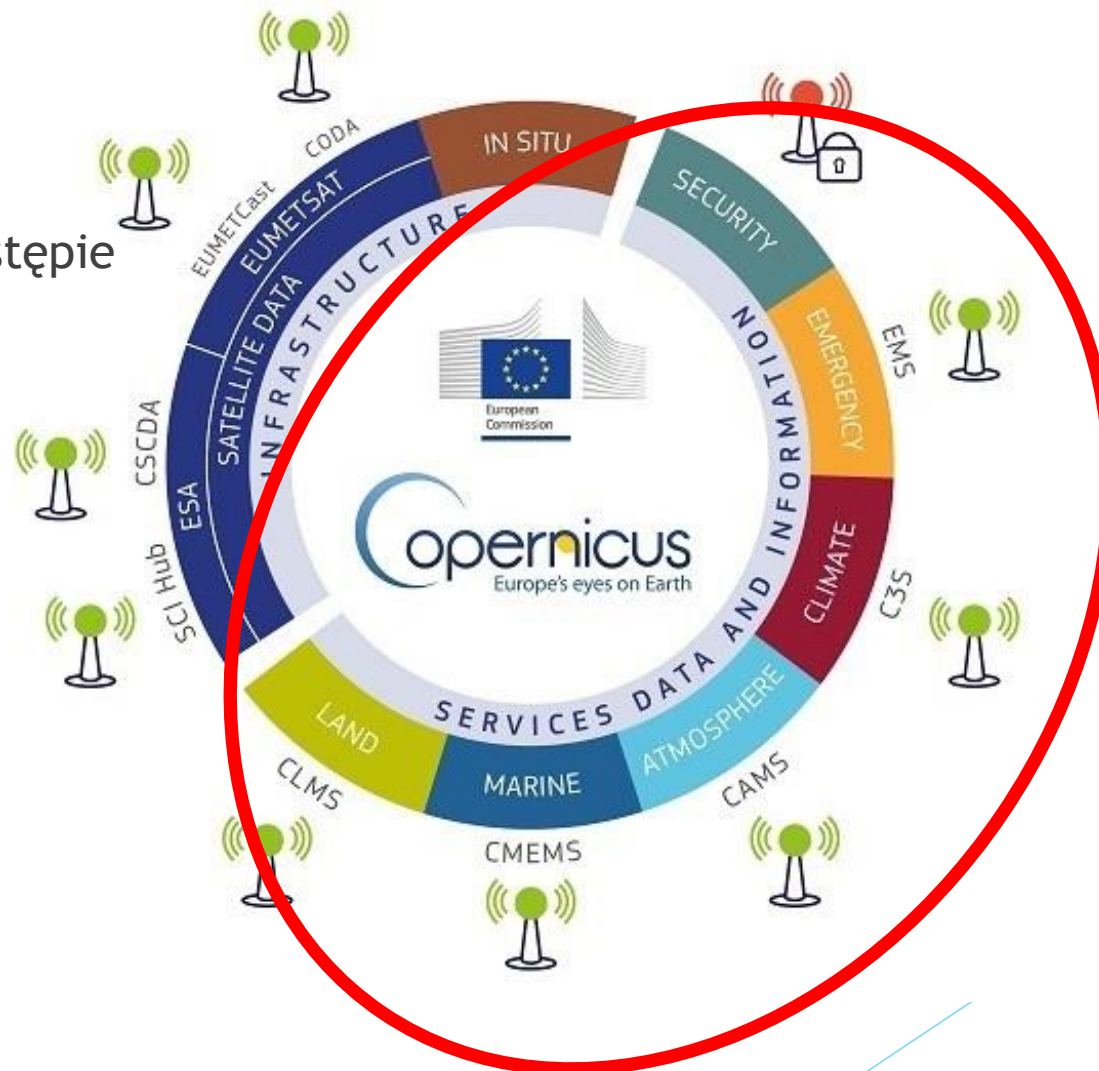 CODA
IN SITU
EUMETCast
EUMETSAT
SECURITY
stępie
SATELLITE DATA
INFRASTRUCTURE
EMERGENCY
EMS
European
Commission
CSCDA
ESA
SCI Hub
Copernicus
Europe's eyes on Earth
CLIMATE
C3S
SERVICES DATA AND INFORMATION
LAND
CLMS
MARINE
CMEMS
ATMOSPHERE
CAMS